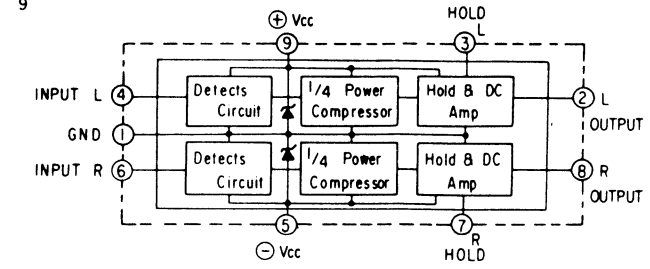 9
⊕ Vcc
HOLD
L
9
3
INPUT L 4
Detects Circuit
1/4 Power Compressor
Hold & DC Amp
2 L
OUTPUT
GND 1
INPUT R 6
Detects Circuit
1/4 Power Compressor
Hold & DC Amp
8 R
OUTPUT
5
7
⊖ Vcc
R
HOLD